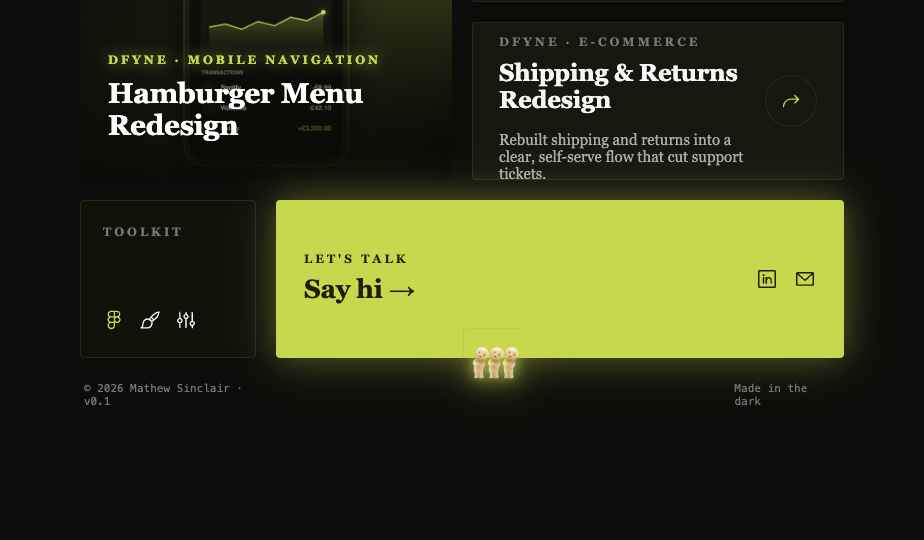 TRANSACTIONS
DFYNE · MOBILE NAVIGATION
Hamburger Menu
Redesign
DFYNE · E-COMMERCE
Shipping & Returns
Redesign
Rebuilt shipping and returns into a
clear, self-serve flow that cut support
tickets.
TOOLKIT
LET'S TALK
Say hi →
in
© 2026 Mathew Sinclair ·
v0.1
Made in the
dark